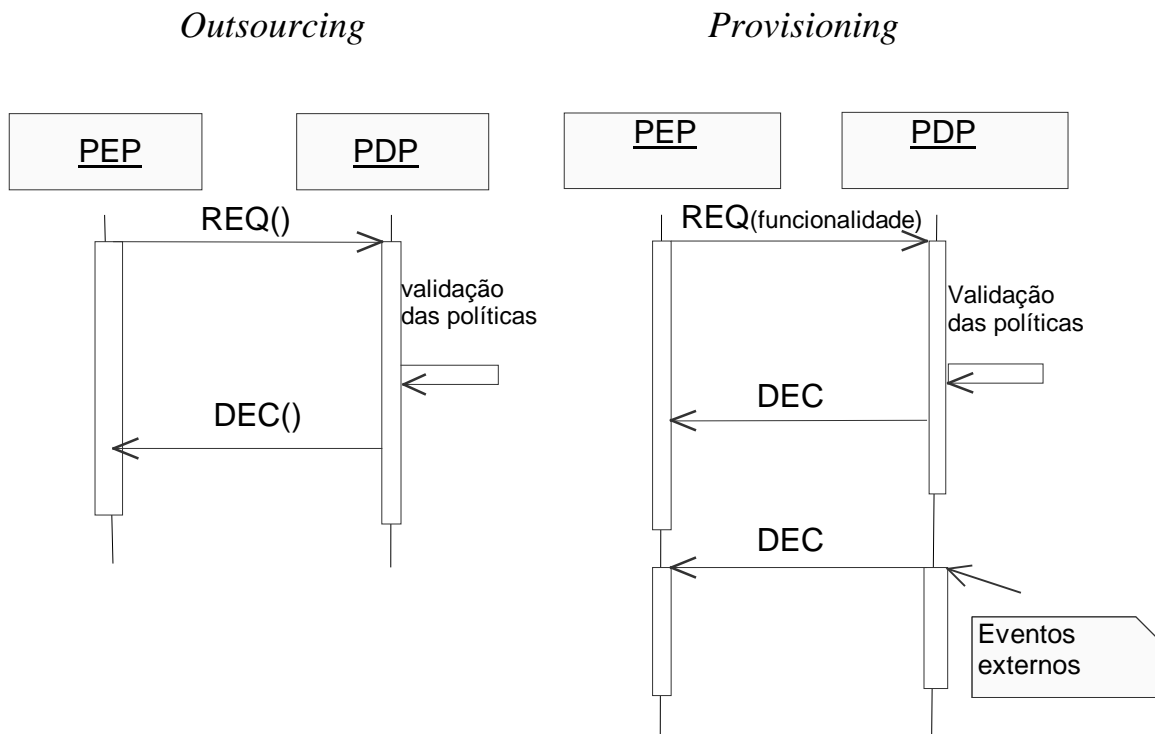 Outsourcing
Provisioning
PEP
PDP
PEP
PDP
REQ()
REQ(funcionalidade)
validação
das políticas
Validação
das políticas
DEC()
DEC
DEC
Eventos
externos